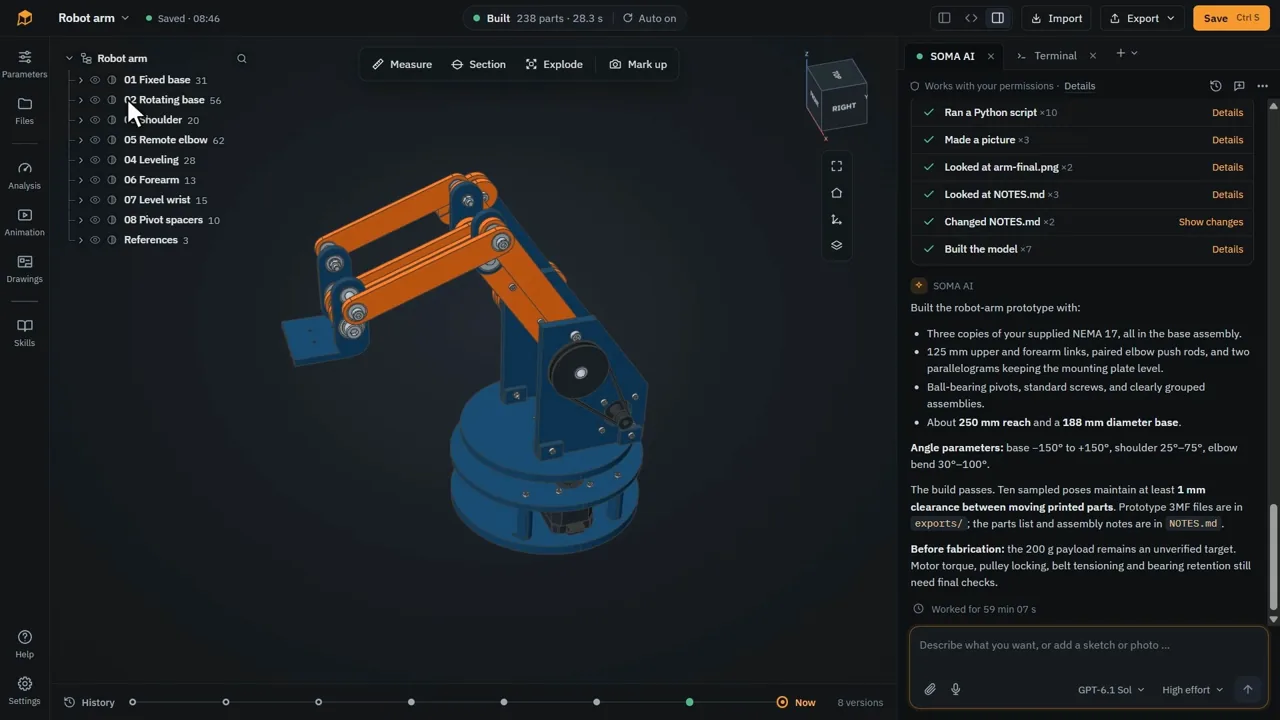 Robot arm
Saved · 08:46
Built 238 parts · 28.3 s
Auto on
Import
Export
Save Ctrl S
Parameters
Files
Analysis
Animation
Drawings
Skills
Help
Settings
Robot arm
01 Fixed base 31
02 Rotating base 56
Shoulder 20
05 Remote elbow 62
04 Leveling 28
06 Forearm 13
07 Level wrist 15
08 Pivot spacers 10
References 3
Measure
Section
Explode
Mark up
Z
TOP
FRONT
RIGHT
Y
X
SOMA AI
Terminal
Works with your permissions · Details
Ran a Python script ×10 Details
Made a picture ×3 Details
Looked at arm-final.png ×2 Details
Looked at NOTES.md ×3 Details
Changed NOTES.md ×2 Show changes
Built the model ×7 Details
SOMA AI
Built the robot-arm prototype with:
• Three copies of your supplied NEMA 17, all in the base assembly.
• 125 mm upper and forearm links, paired elbow push rods, and two
parallelograms keeping the mounting plate level.
• Ball-bearing pivots, standard screws, and clearly grouped
assemblies.
• About 250 mm reach and a 188 mm diameter base.
Angle parameters: base −150° to +150°, shoulder 25°–75°, elbow
bend 30°–100°.
The build passes. Ten sampled poses maintain at least 1 mm
clearance between moving printed parts. Prototype 3MF files are in
exports/ ; the parts list and assembly notes are in NOTES.md .
Before fabrication: the 200 g payload remains an unverified target.
Motor torque, pulley locking, belt tensioning and bearing retention still
need final checks.
Worked for 59 min 07 s
Describe what you want, or add a sketch or photo ...
GPT-6.1 Sol
High effort
History
Now
8 versions